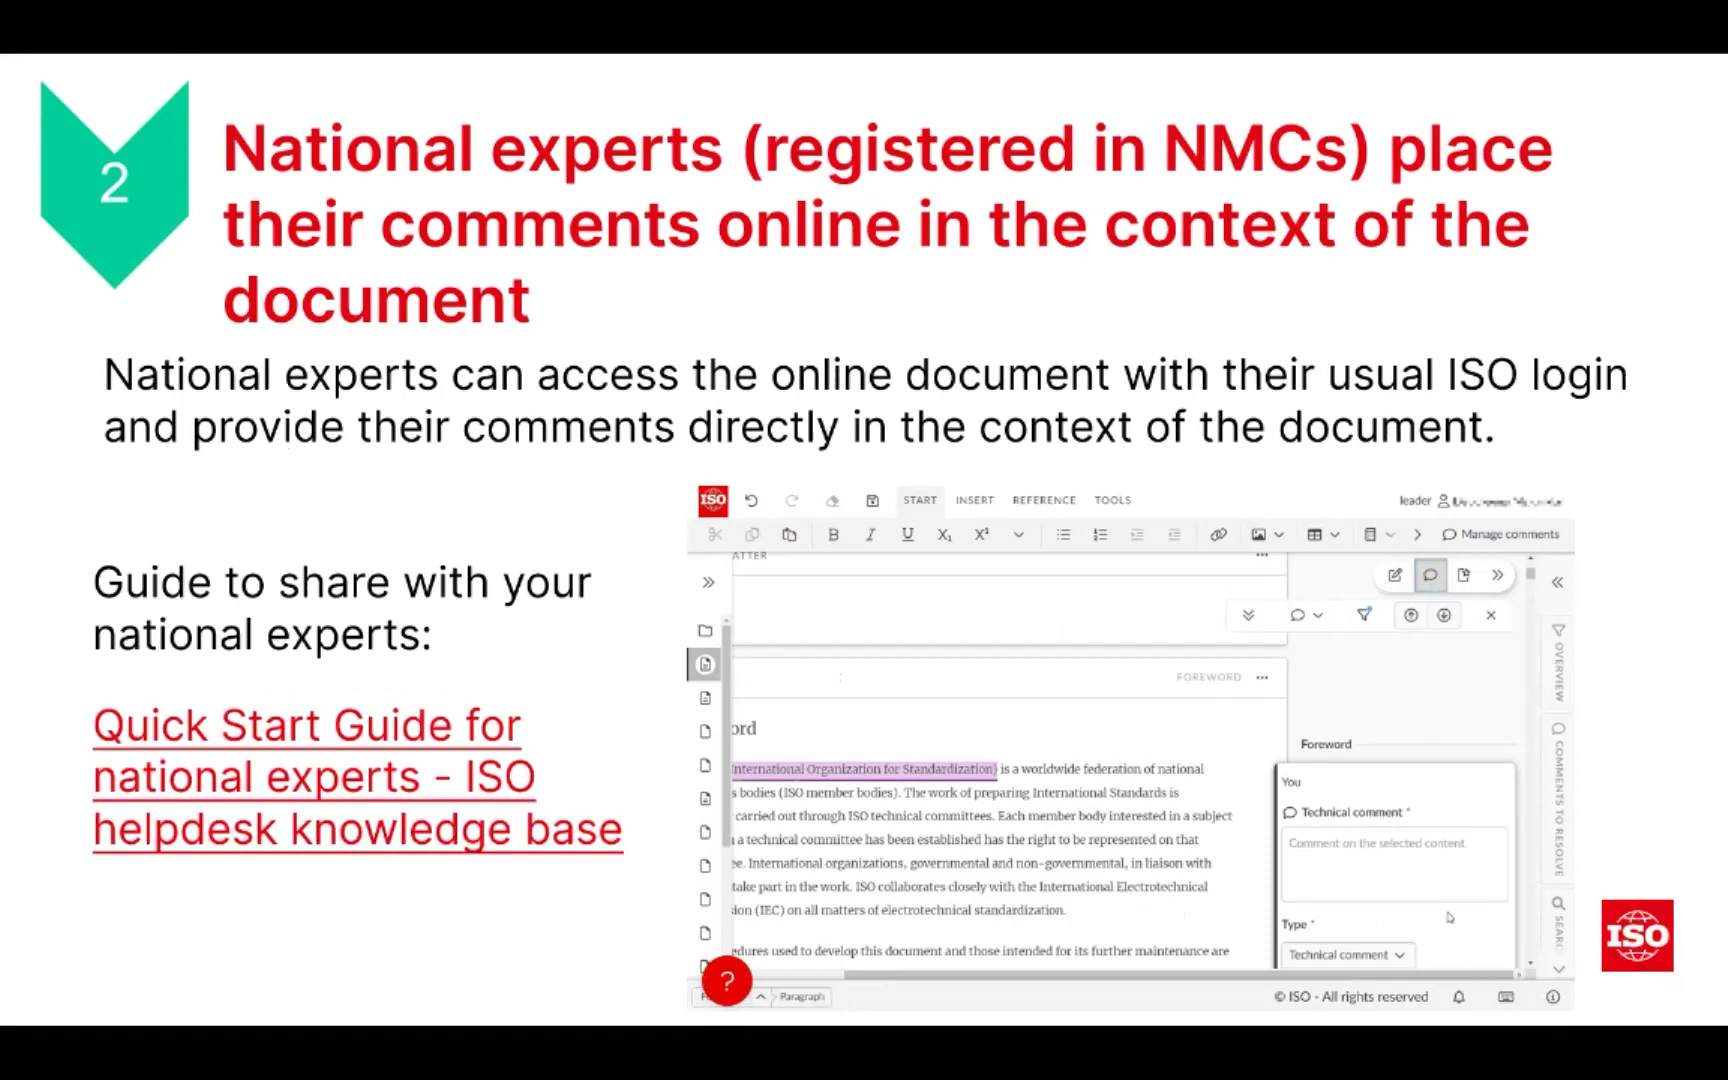 2
National experts (registered in NMCs) place
their comments online in the context of the
document
National experts can access the online document with their usual ISO login
and provide their comments directly in the context of the document.
Guide to share with your
national experts:
Quick Start Guide for
national experts - ISO
helpdesk knowledge base
ISO START INSERT REFERENCE TOOLS leader
B I U X₁ X² Manage comments
ATTER
FOREWORD
ord
International Organization for Standardization) is a worldwide federation of national
s bodies (ISO member bodies). The work of preparing International Standards is
carried out through ISO technical committees. Each member body interested in a subject
a technical committee has been established has the right to be represented on that
ee. International organizations, governmental and non-governmental, in liaison with
take part in the work. ISO collaborates closely with the International Electrotechnical
sion (IEC) on all matters of electrotechnical standardization.
edures used to develop this document and those intended for its further maintenance are
Foreword
You
Technical comment *
Comment on the selected content
Type *
Technical comment
OVERVIEW
COMMENTS TO RESOLVE
SEARC
?
Paragraph
© ISO - All rights reserved
ISO